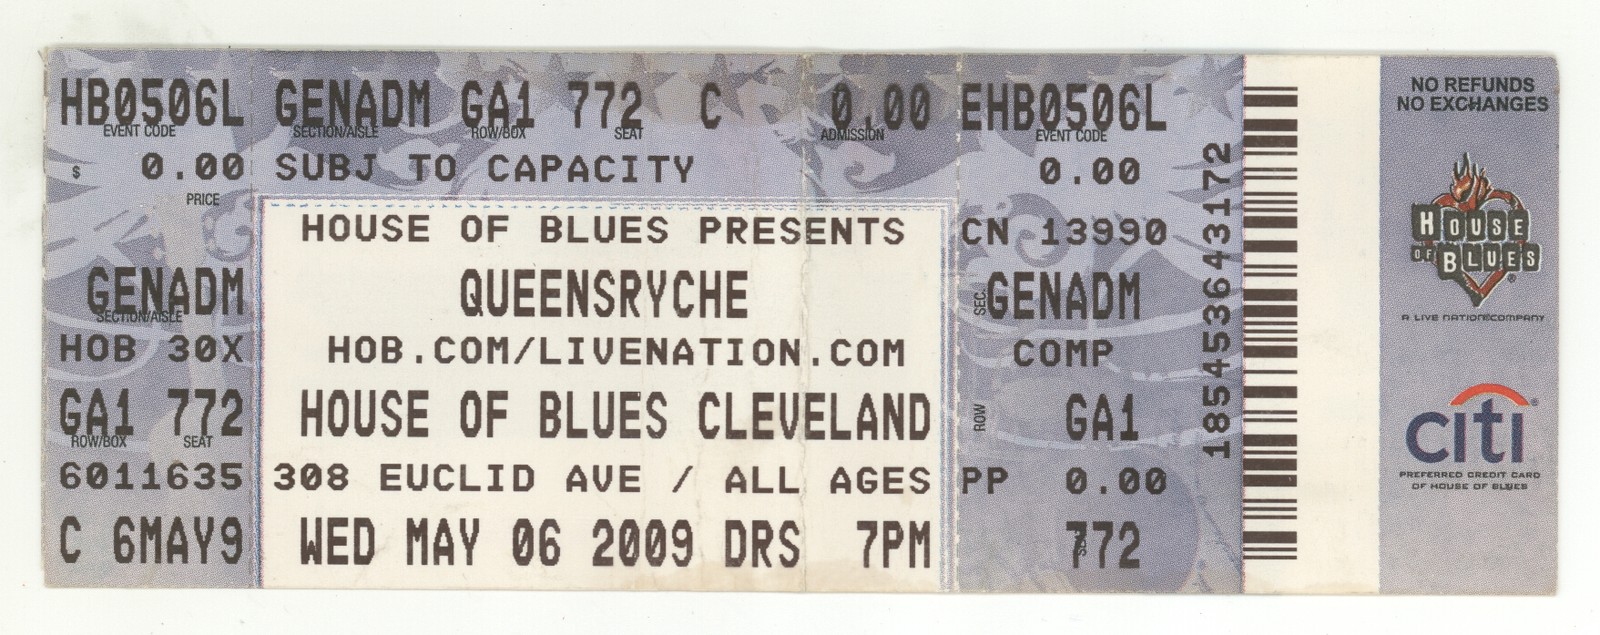 HB0506L GENADM GA1 772 C 0.00 EHB0506L
EVENT CODE SECTION/AISLE ROW/BOX SEAT ADMISSION EVENT CODE
$ 0.00 SUBJ TO CAPACITY 0.00
PRICE
HOUSE OF BLUES PRESENTS CN 13990
GENADM QUEENSRYCHE SEC. GENADM
SECTION/AISLE
HOB 30X HOB.COM/LIVENATION.COM COMP
GA1 772 HOUSE OF BLUES CLEVELAND ROW GA1
ROW/BOX SEAT
6011635 308 EUCLID AVE / ALL AGES PP 0.00
C 6MAY9 WED MAY 06 2009 DRS 7PM 772
185453643172
NO REFUNDS
NO EXCHANGES
HOUSE
OF BLUES
A LIVE NATION COMPANY
citi
PREFERRED CREDIT CARD
OF HOUSE OF BLUES